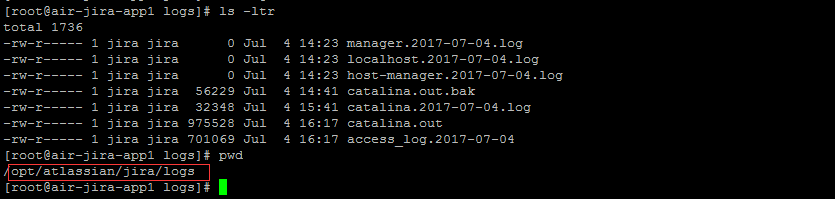 [root@air-jira-app1 logs]# ls -ltr
total 1736
-rw-r----- 1 jira jira      0 Jul  4 14:23 manager.2017-07-04.log
-rw-r----- 1 jira jira      0 Jul  4 14:23 localhost.2017-07-04.log
-rw-r----- 1 jira jira      0 Jul  4 14:23 host-manager.2017-07-04.log
-rw-r----- 1 jira jira  56229 Jul  4 14:41 catalina.out.bak
-rw-r----- 1 jira jira  32348 Jul  4 15:41 catalina.2017-07-04.log
-rw-r----- 1 jira jira 975528 Jul  4 16:17 catalina.out
-rw-r----- 1 jira jira 701069 Jul  4 16:17 access_log.2017-07-04
[root@air-jira-app1 logs]# pwd
/opt/atlassian/jira/logs
[root@air-jira-app1 logs]#